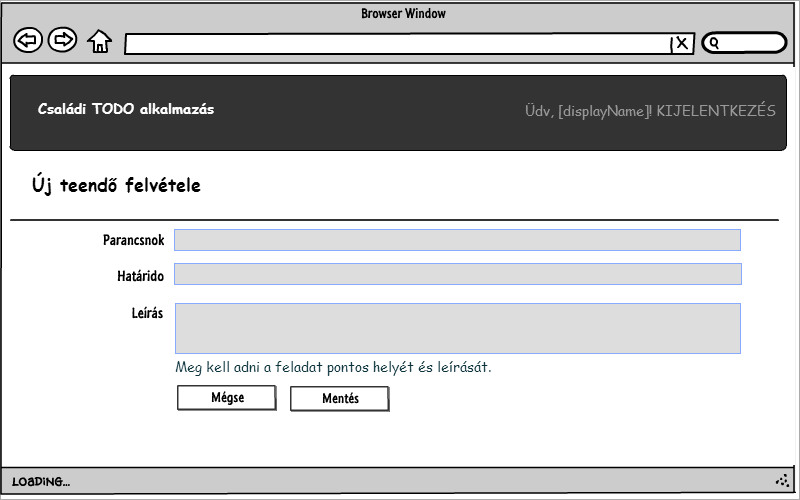 Browser Window
X
Családi TODO alkalmazás
Üdv, [displayName]! KIJELENTKEZÉS
Új teendő felvétele
Parancsnok
Határido
Leírás
Meg kell adni a feladat pontos helyét és leírását.
Mégse
Mentés
LOADING...